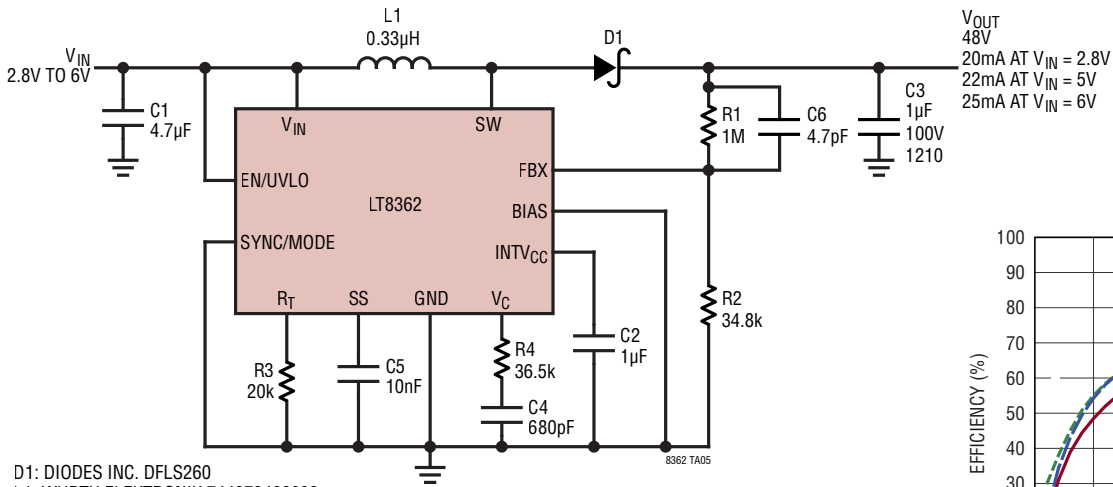 L1
0.33µH
D1
VIN
2.8V TO 6V
VOUT
48V
20mA AT VIN = 2.8V
22mA AT VIN = 5V
25mA AT VIN = 6V
C1
4.7µF
R1
1M
C6
4.7pF
C3
1µF
100V
1210
VIN
SW
FBX
EN/UVLO
LT8362
BIAS
SYNC/MODE
INTVCC
RT
SS
GND
VC
R2
34.8k
R3
20k
C5
10nF
R4
36.5k
C4
680pF
C2
1µF
8362 TA05
D1: DIODES INC. DFLS260
100
90
80
70
60
50
40
30
EFFICIENCY (%)